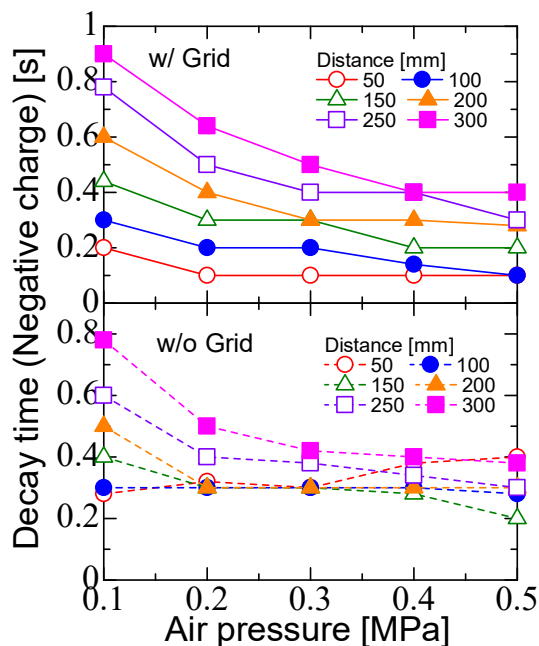 Decay time (Negative charge) [s]
1
0.8
0.6
0.4
0.2
0
w/ Grid
Distance [mm]
50 100
150 200
250 300
0.8
0.6
0.4
0.2
0
w/o Grid
Distance [mm]
50 100
150 200
250 300
0.1 0.2 0.3 0.4 0.5
Air pressure [MPa]